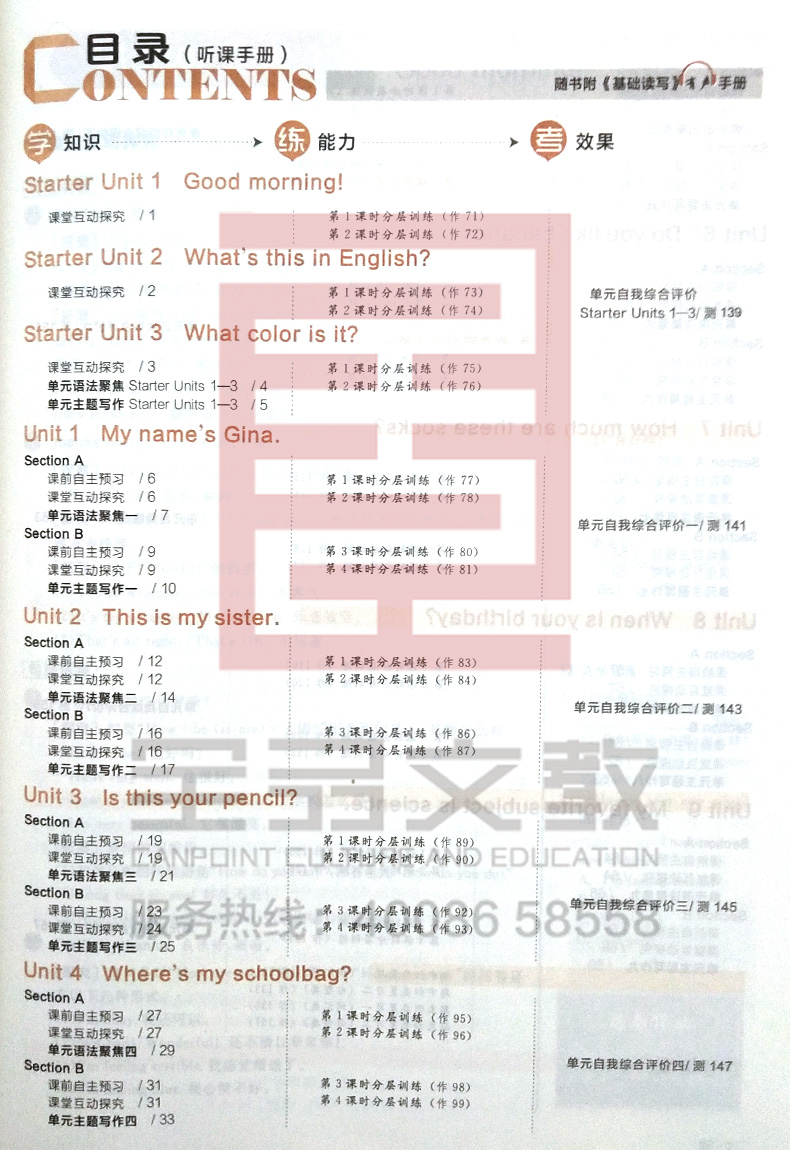 目录（听课手册）
CONTENTS
随书附《基础读写》有声手册
学 知识 练 能力 考 效果
Starter Unit 1 Good morning!
课堂互动探究 / 1 第1课时分层训练（作 71）
第2课时分层训练（作 72）
Starter Unit 2 What's this in English?
课堂互动探究 / 2 第1课时分层训练（作 73）
第2课时分层训练（作 74）
单元自我综合评价
Starter Units 1—3/ 测 139
Starter Unit 3 What color is it?
课堂互动探究 / 3 第1课时分层训练（作 75）
单元语法聚焦 Starter Units 1—3 / 4 第2课时分层训练（作 76）
单元主题写作 Starter Units 1—3 / 5
Unit 1 My name's Gina.
Section A
课前自主预习 / 6 第1课时分层训练（作 77）
课堂互动探究 / 6 第2课时分层训练（作 78）
单元语法聚焦一 / 7
单元自我综合评价一/ 测 141
Section B
课前自主预习 / 9 第3课时分层训练（作 80）
课堂互动探究 / 9 第4课时分层训练（作 81）
单元主题写作一 / 10
Unit 2 This is my sister.
Section A
课前自主预习 / 12 第1课时分层训练（作 83）
课堂互动探究 / 12 第2课时分层训练（作 84）
单元语法聚焦二 / 14
单元自我综合评价二/ 测 143
Section B
课前自主预习 / 16 第3课时分层训练（作 86）
课堂互动探究 / 16 第4课时分层训练（作 87）
单元主题写作二 / 17
全品文教
Unit 3 Is this your pencil?
Section A
课前自主预习 / 19 第1课时分层训练（作 89）
课堂互动探究 / 19 第2课时分层训练（作 90）
CANPOINT CULTURE AND EDUCATION
单元语法聚焦三 / 21
Section B
单元自我综合评价三/ 测 145
课前自主预习 / 23 第3课时分层训练（作 92）
服务热线：40086 58558
课堂互动探究 / 24 第4课时分层训练（作 93）
单元主题写作三 / 25
Unit 4 Where's my schoolbag?
Section A
课前自主预习 / 27 第1课时分层训练（作 95）
课堂互动探究 / 27 第2课时分层训练（作 96）
单元语法聚焦四 / 29
单元自我综合评价四/ 测 147
Section B
课前自主预习 / 31 第3课时分层训练（作 98）
课堂互动探究 / 31 第4课时分层训练（作 99）
单元主题写作四 / 33